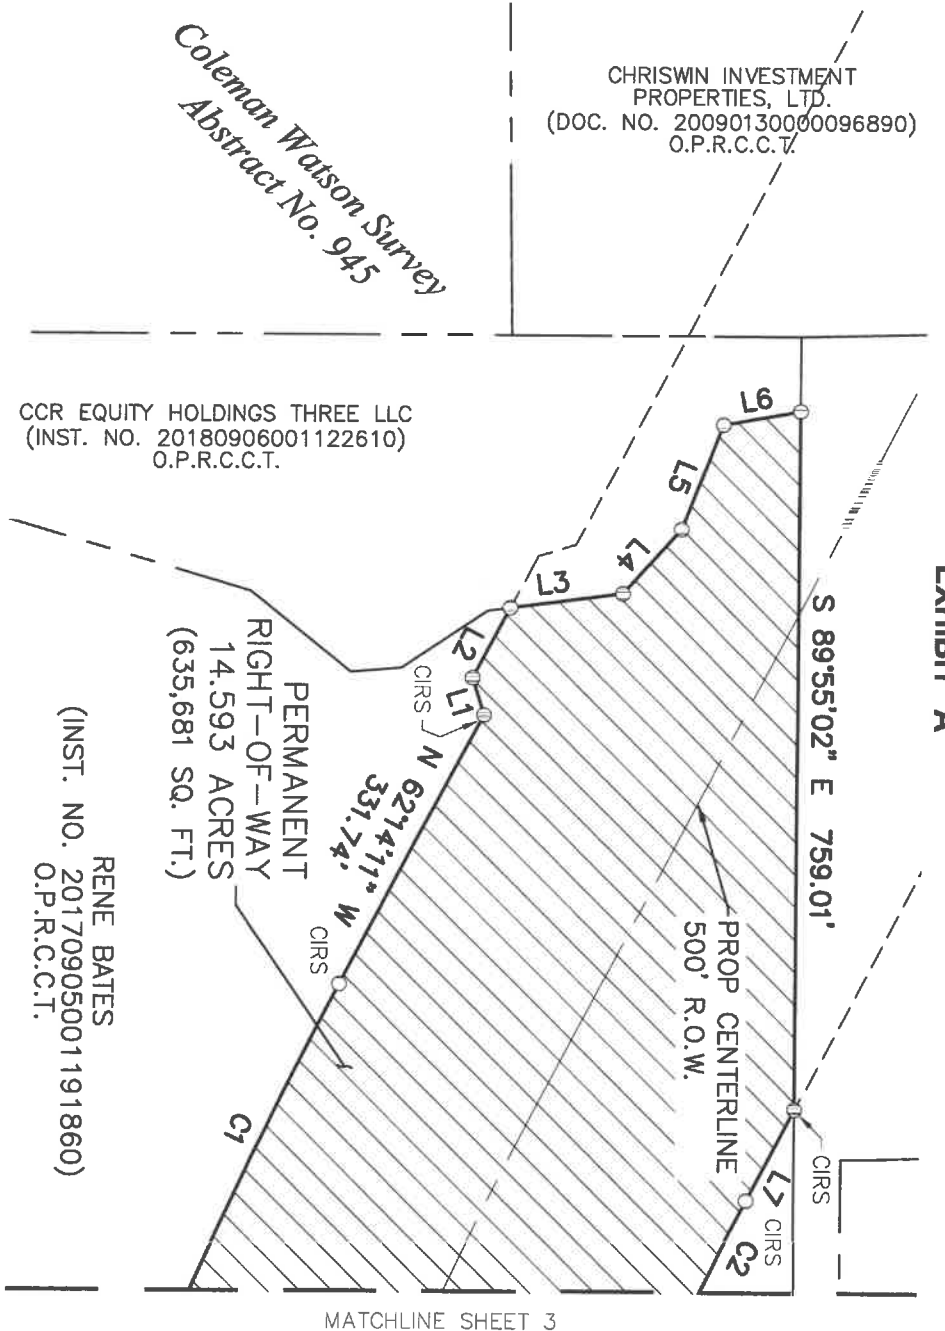 Coleman Watson Survey
Abstract No. 945
CHRISWIN INVESTMENT
PROPERTIES, LTD.
(DOC. NO. 20090130000096890)
O.P.R.C.C.T.
CCR EQUITY HOLDINGS THREE LLC
(INST. NO. 20180906001122610)
O.P.R.C.C.T.
EXHIBIT A
L6
L5
L4
L3
L2
L1
CIRS
S 89°55'02" E 759.01'
N 62°14'11" W
331.74'
PROP CENTERLINE
500' R.O.W.
PERMANENT
RIGHT-OF-WAY
14.593 ACRES
(635,681 SQ. FT.)
CIRS
RENE BATES
(INST. NO. 20170905001191860)
O.P.R.C.C.T.
C1
CIRS
L7
CIRS
C2
MATCHLINE SHEET 3